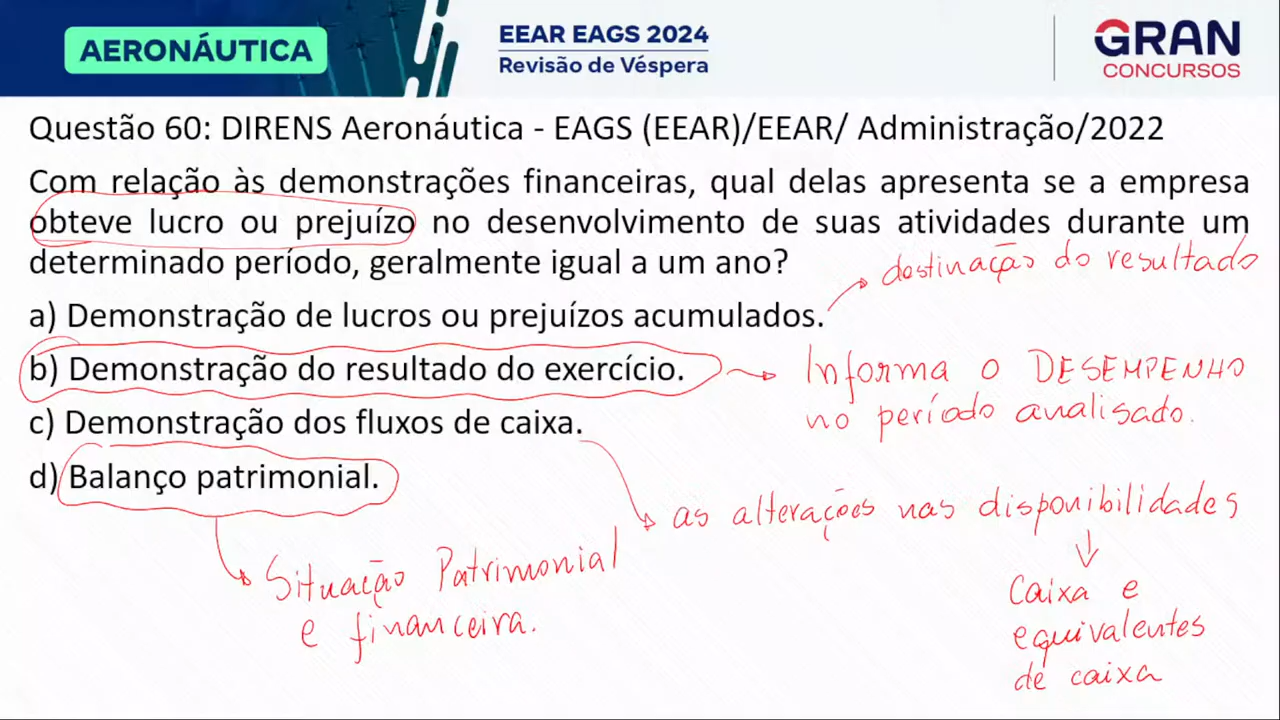 AERONÁUTICA
EEAR EAGS 2024
Revisão de Véspera
GRAN
CONCURSOS
Questão 60: DIRENS Aeronáutica - EAGS (EEAR)/EEAR/ Administração/2022
Com relação às demonstrações financeiras, qual delas apresenta se a empresa
obteve lucro ou prejuízo no desenvolvimento de suas atividades durante um
determinado período, geralmente igual a um ano?
destinação do resultado
a) Demonstração de lucros ou prejuízos acumulados.
b) Demonstração do resultado do exercício.
Informa o DESEMPENHO
no período analisado.
c) Demonstração dos fluxos de caixa.
d) Balanço patrimonial.
as alterações nas disponibilidades
Caixa e
equivalentes
de caixa
Situação Patrimonial
e financeira.